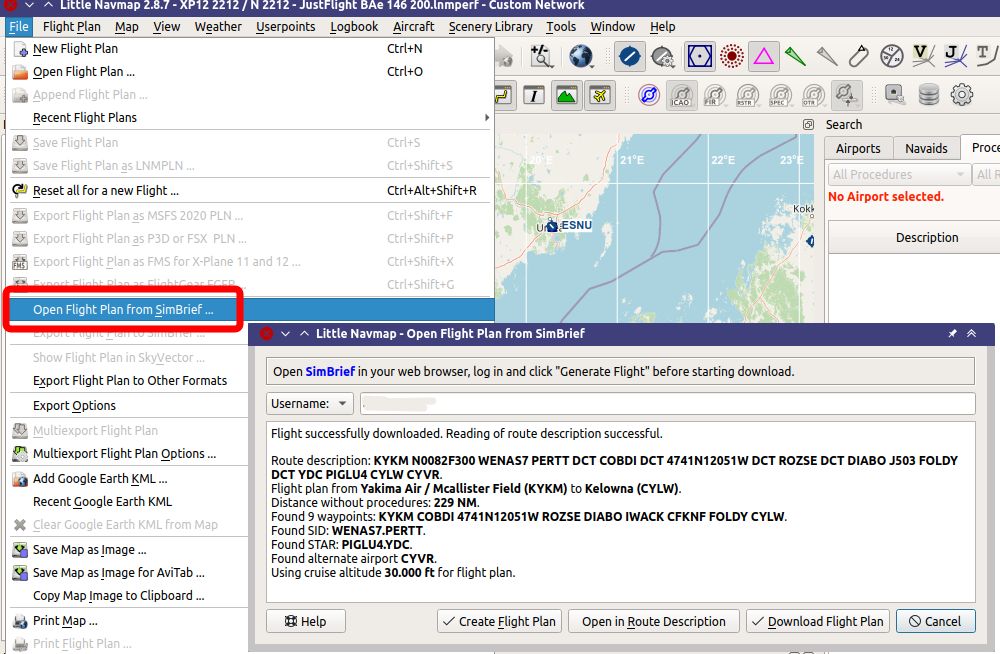 Little Navmap 2.8.7 - XP12 2212 / N 2212 - JustFlight BAe 146 200.lnmperf - Custom Network
File Flight Plan Map View Weather Userpoints Logbook Aircraft Scenery Library Tools Window Help
New Flight Plan Ctrl+N
Open Flight Plan ... Ctrl+O
Append Flight Plan ...
Recent Flight Plans
Save Flight Plan Ctrl+S
Save Flight Plan as LNMPLN ... Ctrl+Shift+S
Reset all for a new Flight ... Ctrl+Alt+Shift+R
Export Flight Plan as MSFS 2020 PLN ... Ctrl+Shift+F
Export Flight Plan as P3D or FSX PLN ... Ctrl+Shift+P
FMS Export Flight Plan as FMS for X-Plane 11 and 12 ... Ctrl+Shift+X
Export Flight Plan as FlightGear FGFP ... Ctrl+Shift+G
Open Flight Plan from SimBrief ...
Export Flight Plan to SimBrief ...
Show Flight Plan in SkyVector ...
Export Flight Plan to Other Formats
Export Options
Multiexport Flight Plan
Multiexport Flight Plan Options ...
Add Google Earth KML ...
Recent Google Earth KML
Clear Google Earth KML from Map
Save Map as Image ...
Save Map as Image for AviTab ...
Copy Map Image to Clipboard ...
Print Map ...
Print Flight Plan ...
ICAO FIR RSTR SPEC OTR
20°E 21°E 22°E 23°E
ESNU
Kokk
Search
Airports Navaids Proce
All Procedures All R
No Airport selected.
Description
Little Navmap - Open Flight Plan from SimBrief
Open SimBrief in your web browser, log in and click "Generate Flight" before starting download.
Username:
Flight successfully downloaded. Reading of route description successful.
Route description: KYKM N0082F300 WENAS7 PERTT DCT COBDI DCT 4741N12051W DCT ROZSE DCT DIABO J503 FOLDY
DCT YDC PIGLU4 CYLW CYVR.
Flight plan from Yakima Air / Mcallister Field (KYKM) to Kelowna (CYLW).
Distance without procedures: 229 NM.
Found 9 waypoints: KYKM COBDI 4741N12051W ROZSE DIABO IWACK CFKNF FOLDY CYLW.
Found SID: WENAS7.PERTT.
Found STAR: PIGLU4.YDC.
Found alternate airport CYVR.
Using cruise altitude 30.000 ft for flight plan.
Help Create Flight Plan Open in Route Description Download Flight Plan Cancel